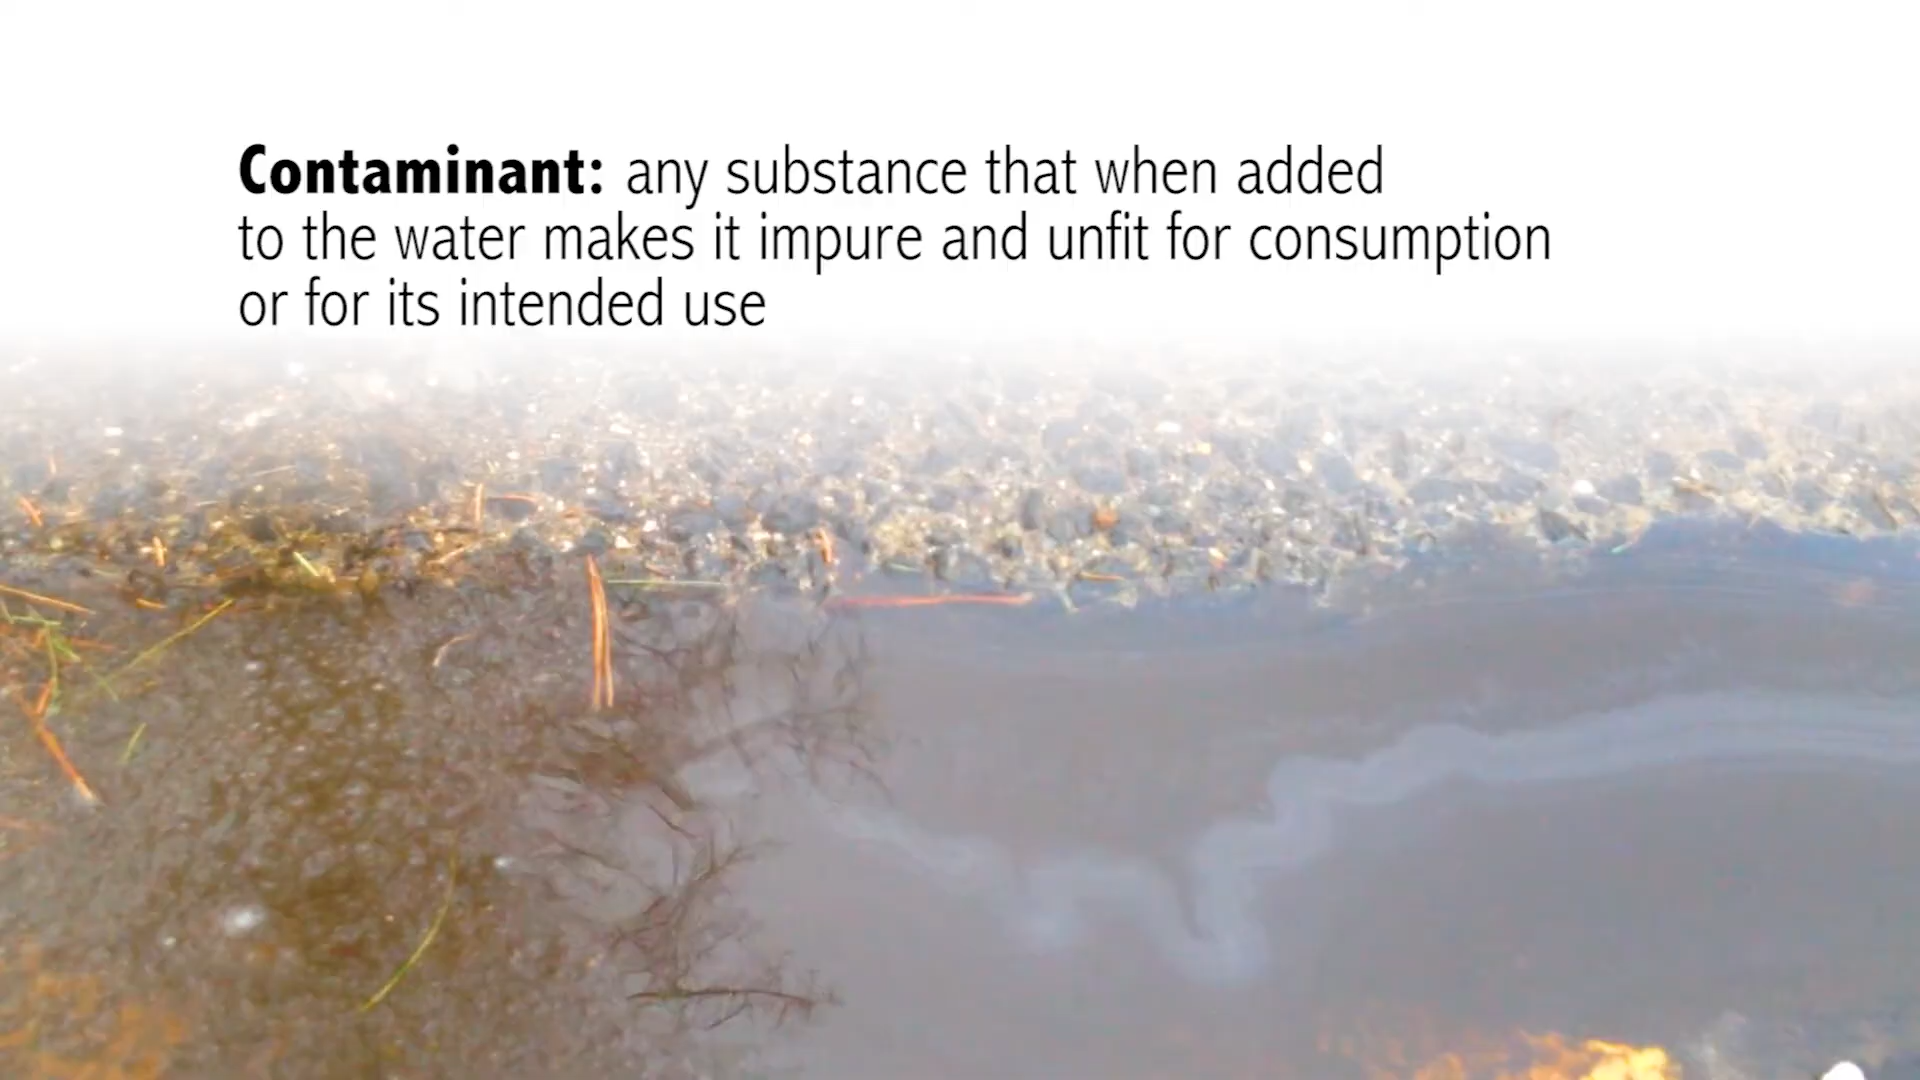 Contaminant: any substance that when added
to the water makes it impure and unfit for consumption
or for its intended use